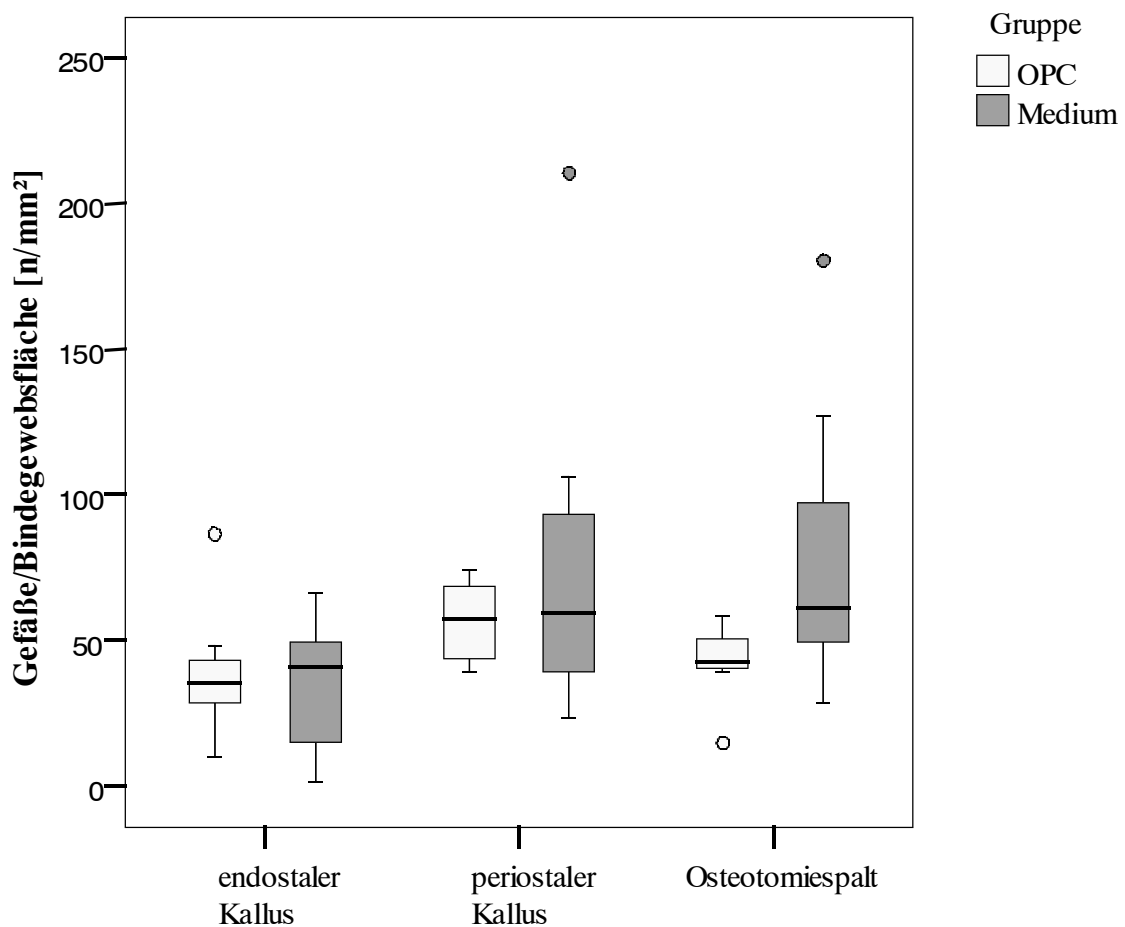 Gruppe
OPC
Medium
Gefäße/Bindegewebsfläche [n/mm²]
250
200
150
100
50
0
endostaler
Kallus
periostaler
Kallus
Osteotomiespalt